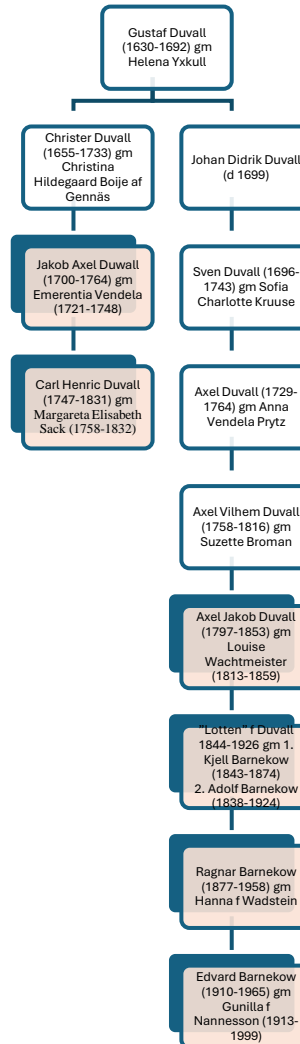 Gustaf Duvall
(1630-1692) gm
Helena Yxkull
Christer Duvall
(1655-1733) gm
Christina
Hildegaard Boije af
Gennäs
Johan Didrik Duvall
(d 1699)
Jakob Axel Duwall
(1700-1764) gm
Emerentia Vendela
(1721-1748)
Sven Duvall (1696-
1743) gm Sofia
Charlotte Kruuse
Carl Henric Duvall
(1747-1831) gm
Margareta Elisabeth
Sack (1758-1832)
Axel Duvall (1729-
1764) gm Anna
Vendela Prytz
Axel Vilhem Duvall
(1758-1816) gm
Suzette Broman
Axel Jakob Duvall
(1797-1853) gm
Louise
Wachtmeister
(1813-1859)
"Lotten" f Duvall
1844-1926 gm 1.
Kjell Barnekow
(1843-1874)
2. Adolf Barnekow
(1838-1924)
Ragnar Barnekow
(1877-1958) gm
Hanna f Wadstein
Edvard Barnekow
(1910-1965) gm
Gunilla f
Nannesson (1913-
1999)